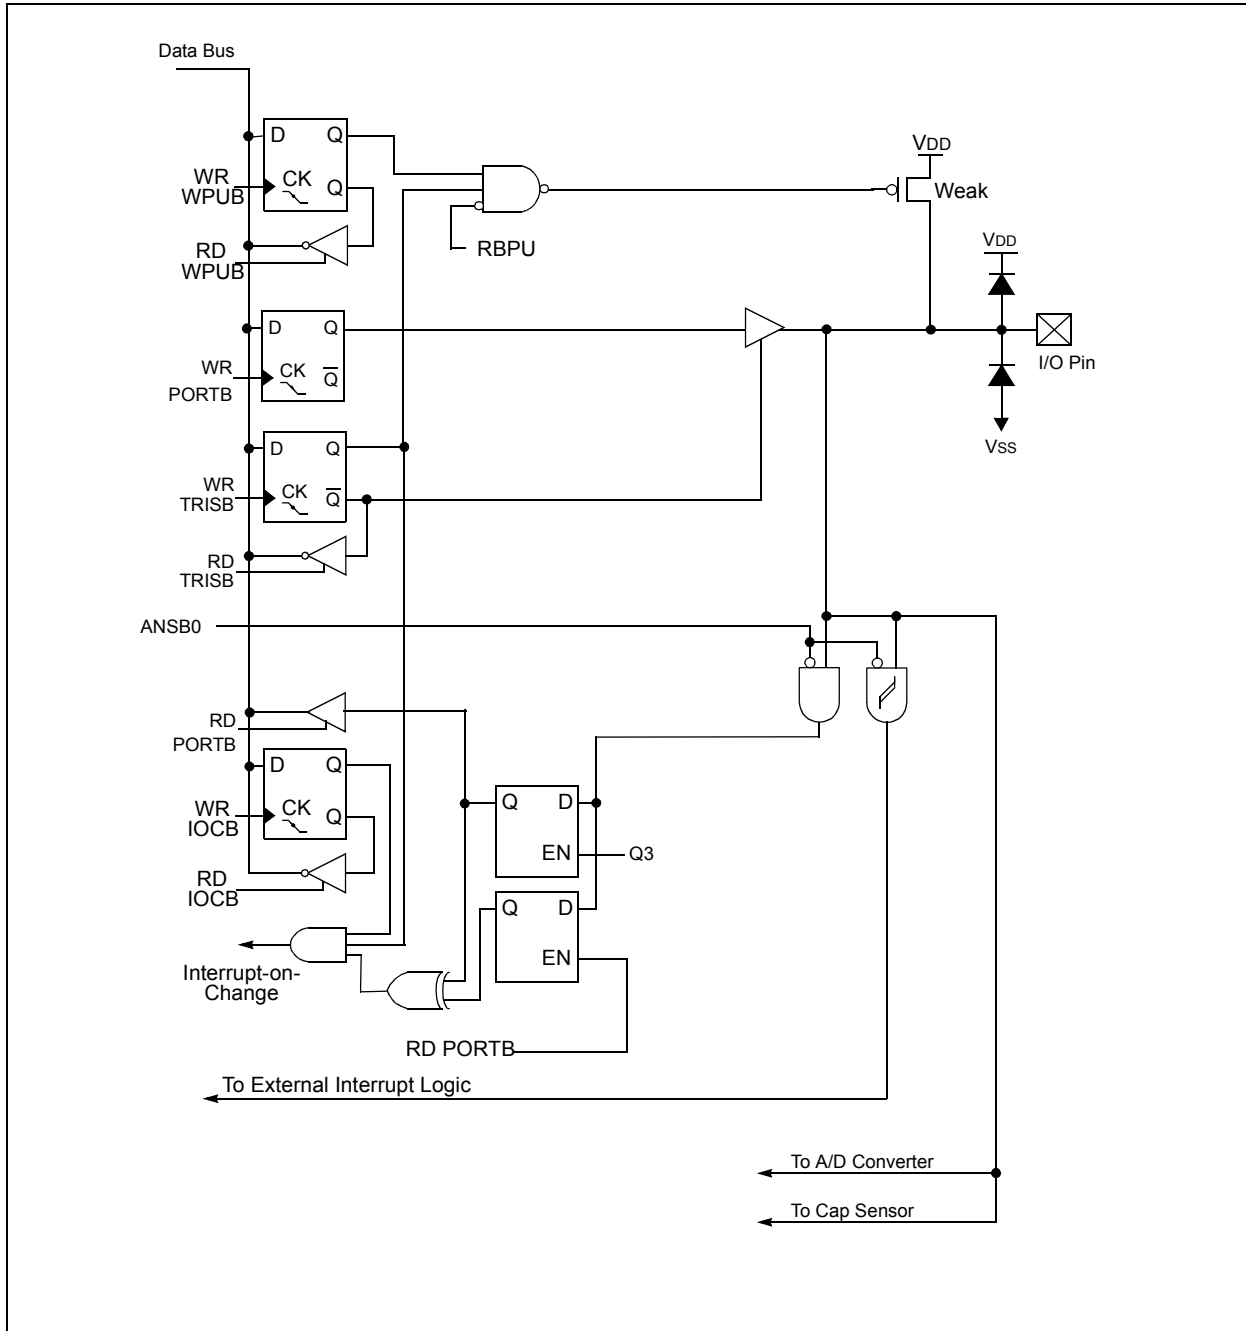 Data Bus
D Q
CK
Q
WR
WPUB
RD
WPUB
RBPU
VDD
Weak
VDD
I/O Pin
VSS
D Q
CK
Q
WR
PORTB
D Q
CK
Q
WR
TRISB
RD
TRISB
ANSB0
RD
PORTB
D Q
CK
Q
WR
IOCB
RD
IOCB
Q D
EN
Q3
Q D
EN
Interrupt-on-
Change
RD PORTB
To External Interrupt Logic
To A/D Converter
To Cap Sensor